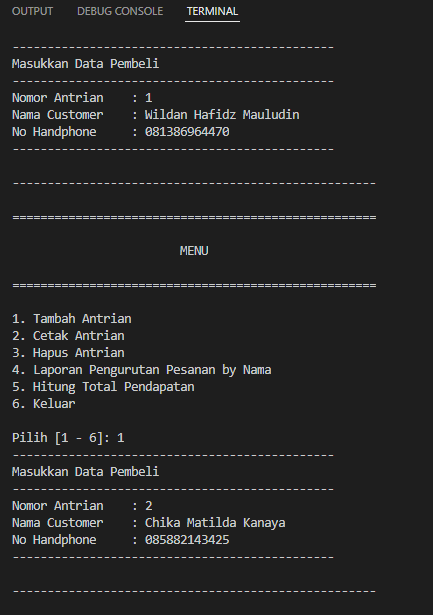 OUTPUT DEBUG CONSOLE TERMINAL
----------------------------------------------
Masukkan Data Pembeli
----------------------------------------------
Nomor Antrian    : 1
Nama Customer    : Wildan Hafidz Mauludin
No Handphone     : 081386964470
----------------------------------------------
----------------------------------------------------
====================================================
MENU
====================================================
1. Tambah Antrian
2. Cetak Antrian
3. Hapus Antrian
4. Laporan Pengurutan Pesanan by Nama
5. Hitung Total Pendapatan
6. Keluar
Pilih [1 - 6]: 1
----------------------------------------------
Masukkan Data Pembeli
----------------------------------------------
Nomor Antrian    : 2
Nama Customer    : Chika Matilda Kanaya
No Handphone     : 085882143425
----------------------------------------------
----------------------------------------------------